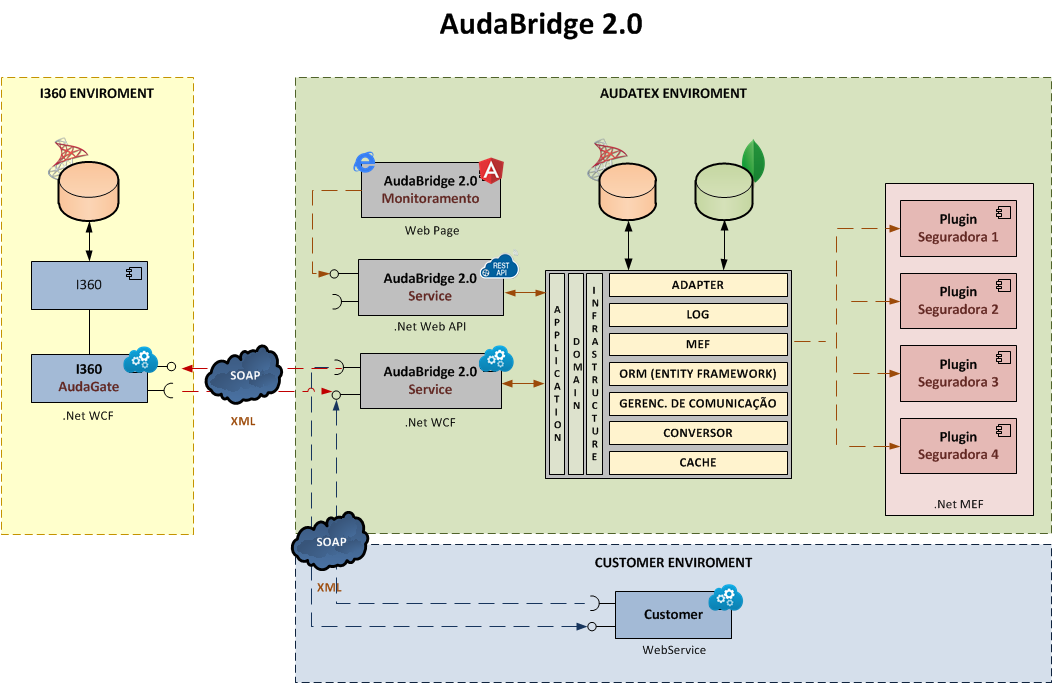 AudaBridge 2.0
I360 ENVIROMENT
I360
I360
AudaGate
.Net WCF
SOAP
XML
AUDATEX ENVIROMENT
AudaBridge 2.0
Monitoramento
Web Page
REST
API
AudaBridge 2.0
Service
.Net Web API
AudaBridge 2.0
Service
.Net WCF
APPLICATION
DOMAIN
INFRASTRUCTURE
ADAPTER
LOG
MEF
ORM (ENTITY FRAMEWORK)
GERENC. DE COMUNICAÇÃO
CONVERSOR
CACHE
Plugin
Seguradora 1
Plugin
Seguradora 2
Plugin
Seguradora 3
Plugin
Seguradora 4
.Net MEF
SOAP
XML
CUSTOMER ENVIROMENT
Customer
WebService